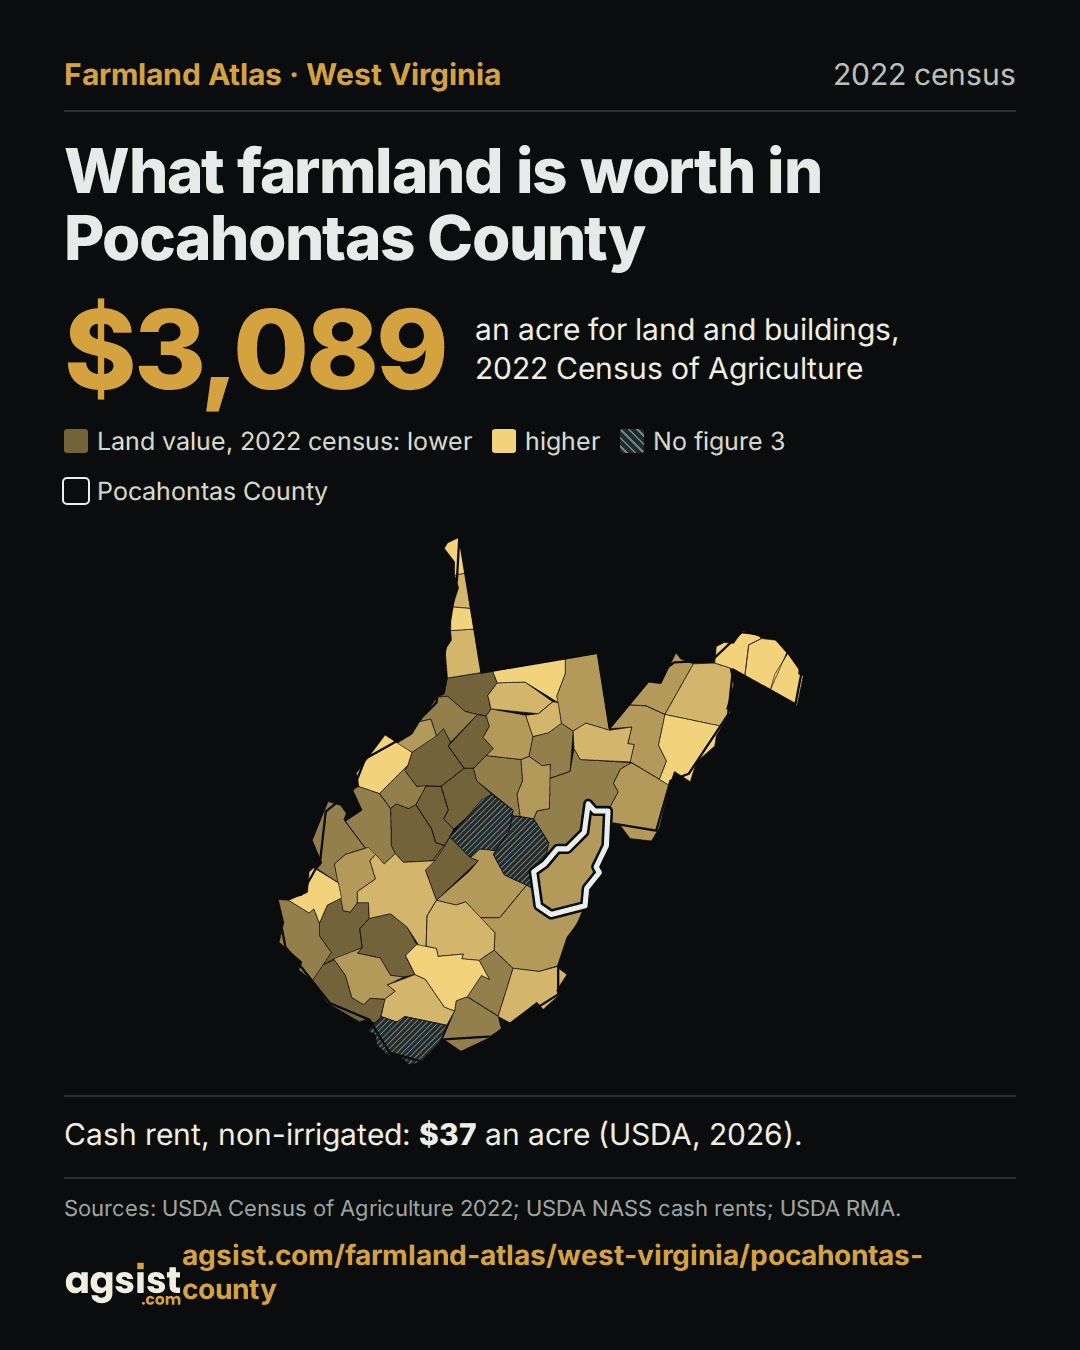 Farmland Atlas · West Virginia
2022 census
What farmland is worth in
Pocahontas County
$3,089
an acre for land and buildings,
2022 Census of Agriculture
Land value, 2022 census: lower
higher
No figure 3
Pocahontas County
Cash rent, non-irrigated: $37 an acre (USDA, 2026).
Sources: USDA Census of Agriculture 2022; USDA NASS cash rents; USDA RMA.
agsist
.com
agsist.com/farmland-atlas/west-virginia/pocahontas-
county